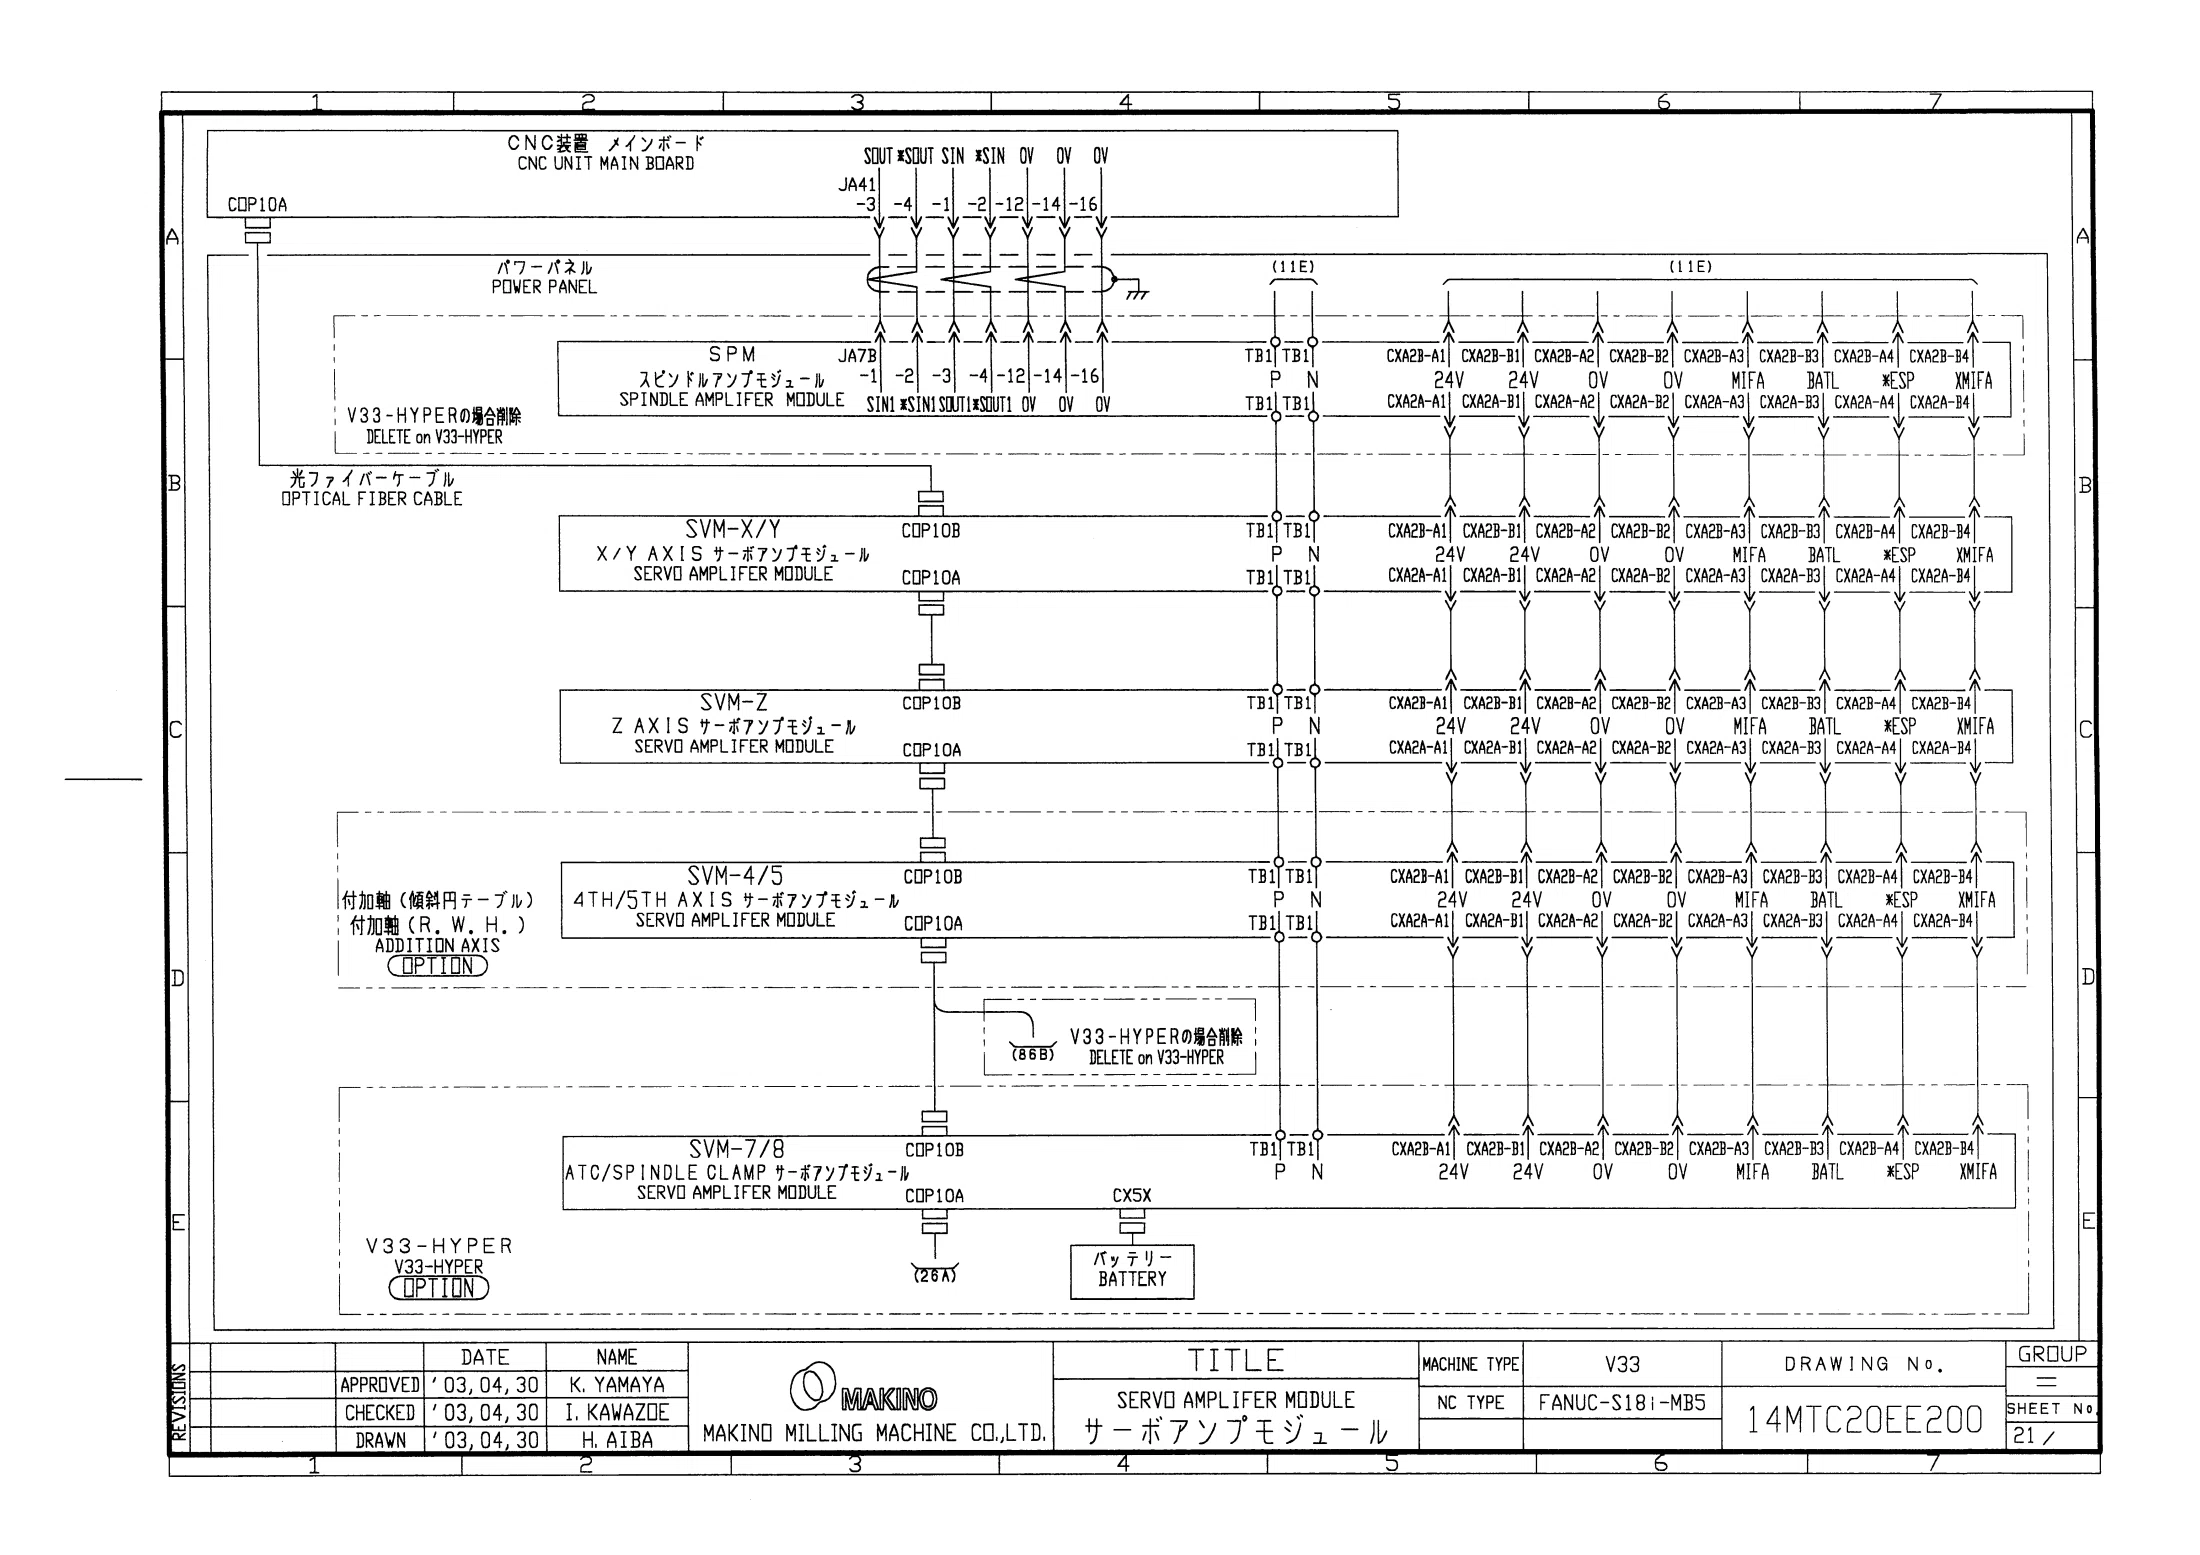 1 2 3 4 5 6 7
CNC装置 メインボード
CNC UNIT MAIN BOARD
SOUT *SOUT SIN *SIN 0V 0V 0V
JA41
-3 -4 -1 -2 -12 -14 -16
COP10A
A A
パワーパネル
POWER PANEL
(11E) (11E)
SPM
スピンドルアンプモジュール
SPINDLE AMPLIFER MODULE
JA7B
-1 -2 -3 -4 -12 -14 -16
SIN1 *SIN1 SOUT1 *SOUT1 0V 0V 0V
TB1 TB1 CXA2B-A1 CXA2B-B1 CXA2B-A2 CXA2B-B2 CXA2B-A3 CXA2B-B3 CXA2B-A4 CXA2B-B4
P N 24V 24V 0V 0V MIFA BATL *ESP XMIFA
TB1 TB1 CXA2A-A1 CXA2A-B1 CXA2A-A2 CXA2A-B2 CXA2A-A3 CXA2A-B3 CXA2A-A4 CXA2A-B4
V33-HYPERの場合削除
DELETE on V33-HYPER
B B
光ファイバーケーブル
OPTICAL FIBER CABLE
SVM-X/Y
X/Y AXIS サーボアンプモジュール
SERVO AMPLIFER MODULE
COP10B
COP10A
TB1 TB1 CXA2B-A1 CXA2B-B1 CXA2B-A2 CXA2B-B2 CXA2B-A3 CXA2B-B3 CXA2B-A4 CXA2B-B4
P N 24V 24V 0V 0V MIFA BATL *ESP XMIFA
TB1 TB1 CXA2A-A1 CXA2A-B1 CXA2A-A2 CXA2A-B2 CXA2A-A3 CXA2A-B3 CXA2A-A4 CXA2A-B4
C C
SVM-Z
Z AXIS サーボアンプモジュール
SERVO AMPLIFER MODULE
COP10B
COP10A
TB1 TB1 CXA2B-A1 CXA2B-B1 CXA2B-A2 CXA2B-B2 CXA2B-A3 CXA2B-B3 CXA2B-A4 CXA2B-B4
P N 24V 24V 0V 0V MIFA BATL *ESP XMIFA
TB1 TB1 CXA2A-A1 CXA2A-B1 CXA2A-A2 CXA2A-B2 CXA2A-A3 CXA2A-B3 CXA2A-A4 CXA2A-B4
付加軸(傾斜円テーブル)
付加軸(R.W.H.)
ADDITION AXIS
OPTION
SVM-4/5
4TH/5TH AXIS サーボアンプモジュール
SERVO AMPLIFER MODULE
COP10B
COP10A
TB1 TB1 CXA2B-A1 CXA2B-B1 CXA2B-A2 CXA2B-B2 CXA2B-A3 CXA2B-B3 CXA2B-A4 CXA2B-B4
P N 24V 24V 0V 0V MIFA BATL *ESP XMIFA
TB1 TB1 CXA2A-A1 CXA2A-B1 CXA2A-A2 CXA2A-B2 CXA2A-A3 CXA2A-B3 CXA2A-A4 CXA2A-B4
D D
(86B)
V33-HYPERの場合削除
DELETE on V33-HYPER
SVM-7/8
ATC/SPINDLE CLAMP サーボアンプモジュール
SERVO AMPLIFER MODULE
COP10B
COP10A
CX5X
TB1 TB1 CXA2B-A1 CXA2B-B1 CXA2B-A2 CXA2B-B2 CXA2B-A3 CXA2B-B3 CXA2B-A4 CXA2B-B4
P N 24V 24V 0V 0V MIFA BATL *ESP XMIFA
E E
V33-HYPER
V33-HYPER
OPTION
(26A)
バッテリー
BATTERY
REVISIONS
DATE NAME
APPROVED '03,04,30 K. YAMAYA
CHECKED '03,04,30 I. KAWAZOE
DRAWN '03,04,30 H. AIBA
MAKINO
MAKINO MILLING MACHINE CO.,LTD.
TITLE
SERVO AMPLIFER MODULE
サーボアンプモジュール
MACHINE TYPE V33
NC TYPE FANUC-S18i-MB5
DRAWING No.
14MTC20EE200
GROUP
=
SHEET No.
21/
1 2 3 4 5 6 7